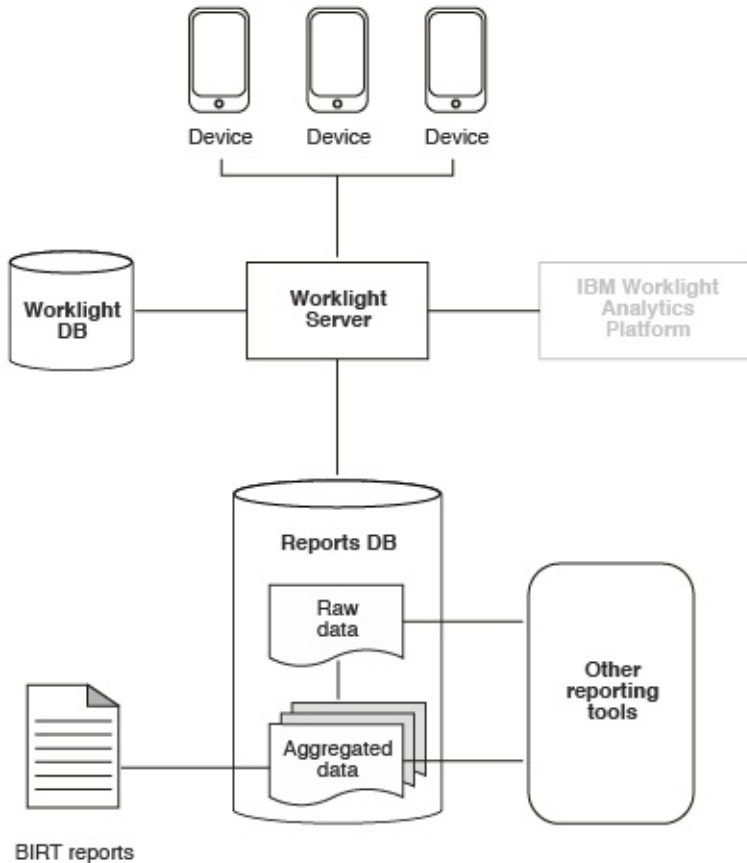 Device
Device
Device
Worklight
DB
Worklight
Server
IBM Worklight
Analytics
Platform
Reports DB
Raw
data
Other
reporting
tools
Aggregated
data
BIRT reports